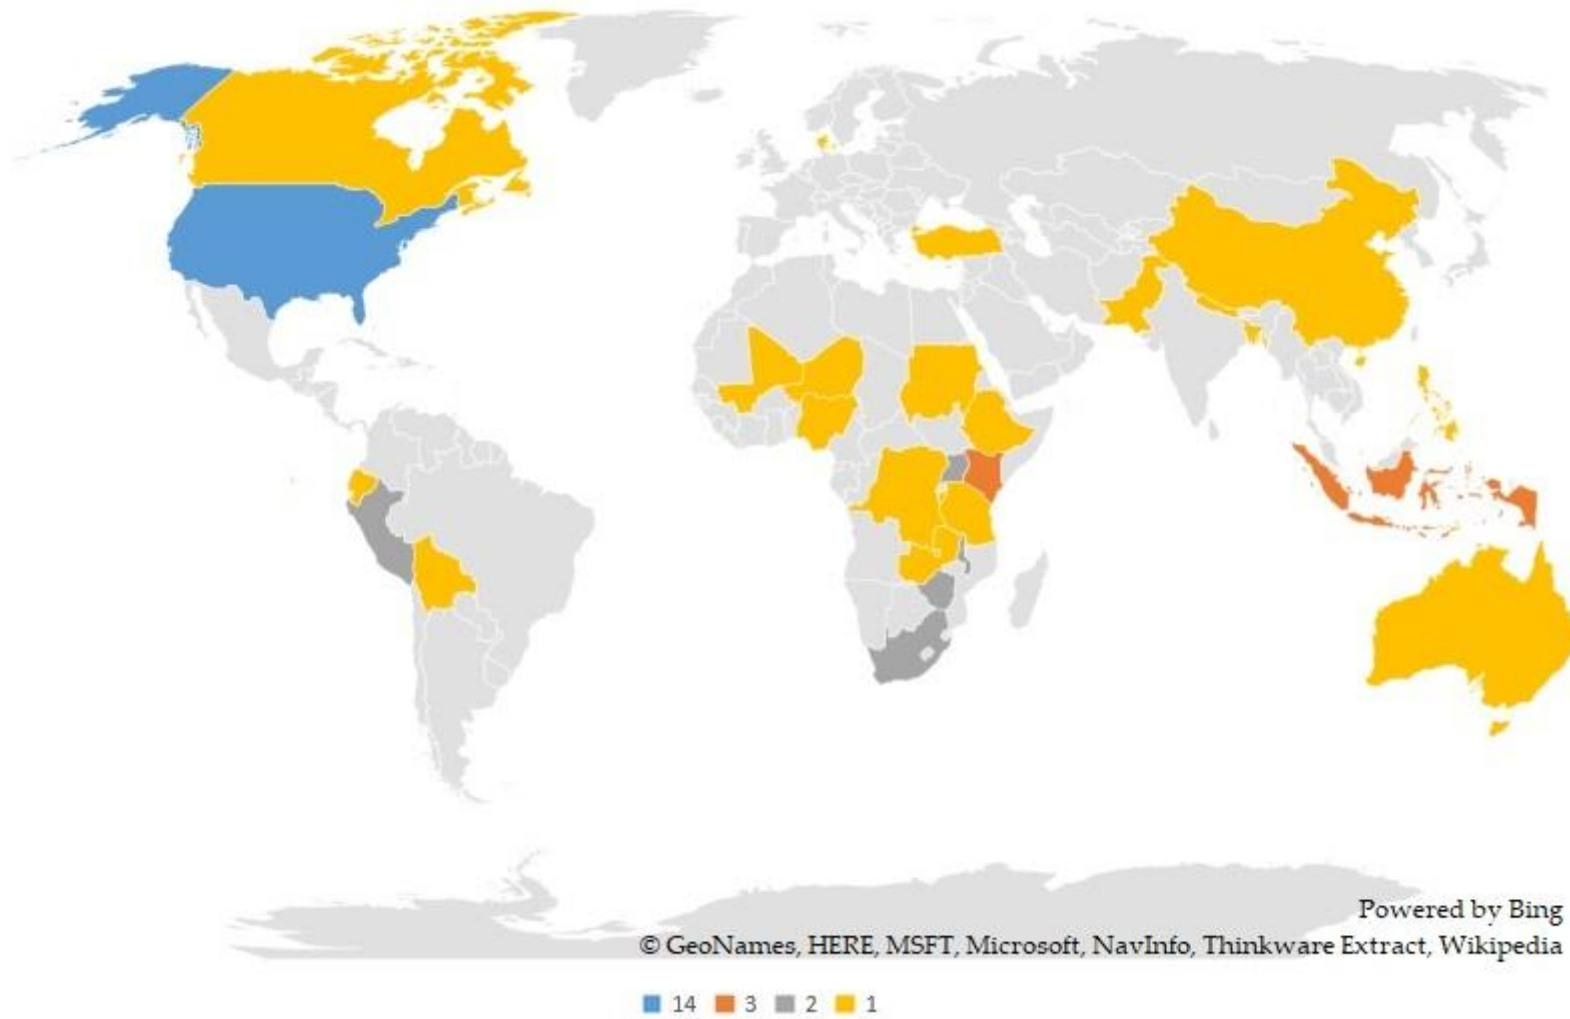 Powered by Bing
© GeoNames, HERE, MSFT, Microsoft, NavInfo, Thinkware Extract, Wikipedia
14 3 2 1